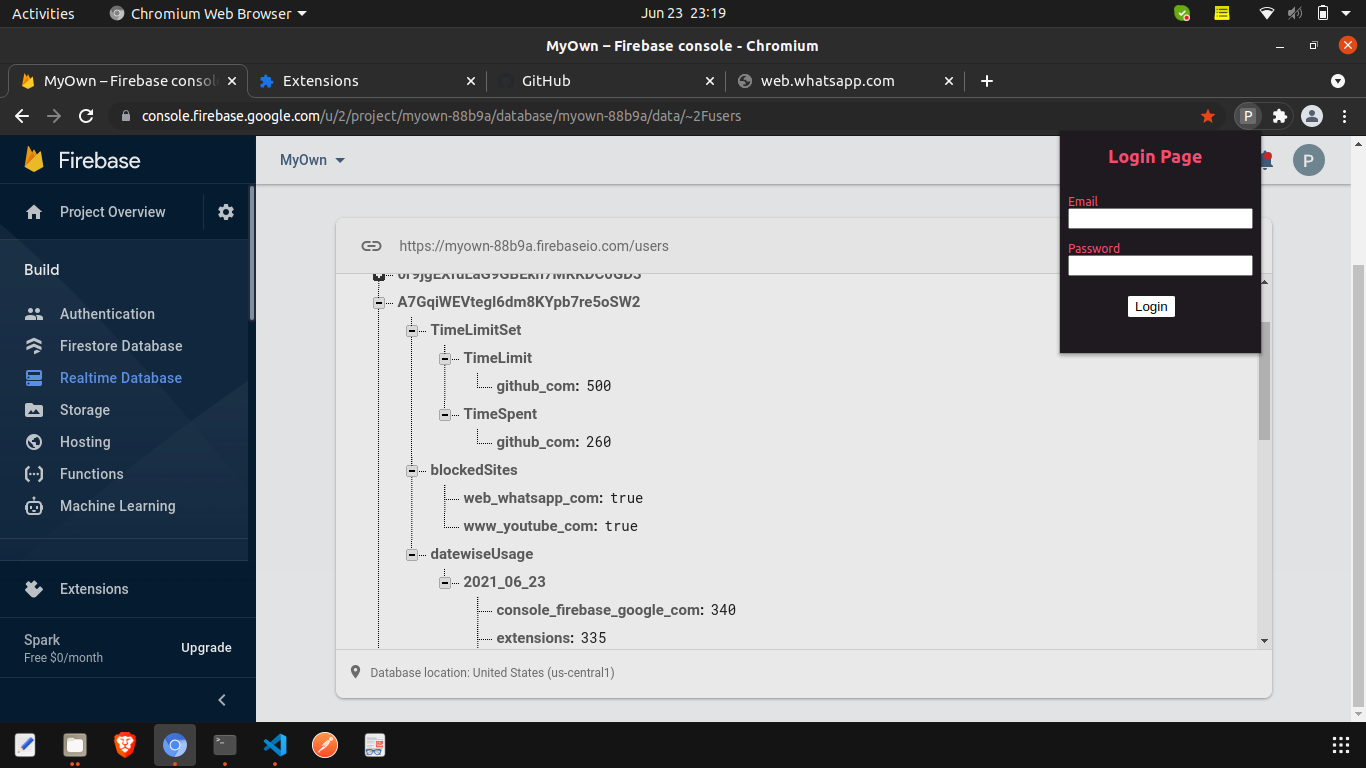 Activities Chromium Web Browser Jun 23 23:19
MyOwn – Firebase console - Chromium
MyOwn – Firebase consol Extensions GitHub web.whatsapp.com
console.firebase.google.com/u/2/project/myown-88b9a/database/myown-88b9a/data/~2Fusers P
Firebase
MyOwn
P
Login Page
Email
Password
Login
Project Overview
Build
Authentication
Firestore Database
Realtime Database
Storage
Hosting
Functions
Machine Learning
Extensions
Spark
Free $0/month
Upgrade
https://myown-88b9a.firebaseio.com/users
A7GqiWEVtegI6dm8KYpb7re5oSW2
TimeLimitSet
TimeLimit
github_com: 500
TimeSpent
github_com: 260
blockedSites
web_whatsapp_com: true
www_youtube_com: true
datewiseUsage
2021_06_23
console_firebase_google_com: 340
extensions: 335
Database location: United States (us-central1)